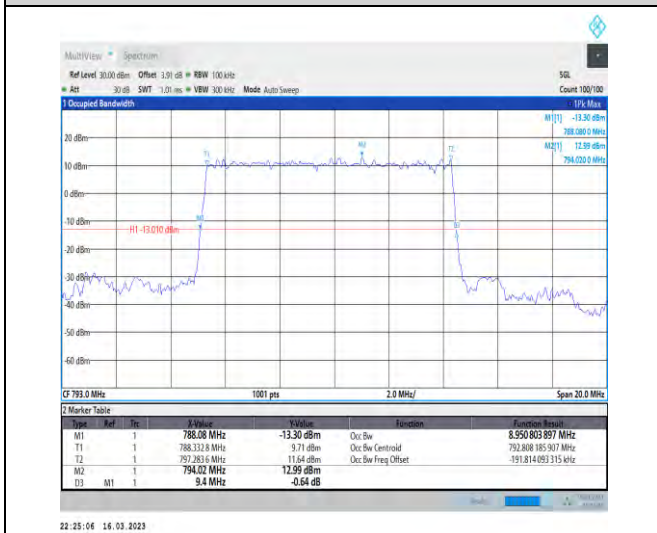 MultiView Spectrum
Ref Level 30.00 dBm Offset 3.91 dB RBW 100 kHz SGL
Att 30 dB SWT 1.01 ms VBW 300 kHz Mode Auto Sweep Count 100/100
1 Occupied Bandwidth 1Pk Max
M1[1] -13.30 dBm
788.080 0 MHz
M2[1] 12.99 dBm
794.020 0 MHz
20 dBm
M2
T1
T2
10 dBm
0 dBm
-10 dBm
H1 -13.010 dBm
D3
-20 dBm
-30 dBm
-40 dBm
-50 dBm
-60 dBm
CF 793.0 MHz 1001 pts 2.0 MHz/ Span 20.0 MHz
2 Marker Table
Type Ref Trc X-Value Y-Value Function Function Result
M1 1 788.08 MHz -13.30 dBm Occ Bw 8.950 803 897 MHz
T1 1 788.332 8 MHz 9.71 dBm Occ Bw Centroid 792.808 185 907 MHz
T2 1 797.283 6 MHz 11.64 dBm Occ Bw Freq Offset -191.814 093 315 kHz
M2 1 794.02 MHz 12.99 dBm
D3 M1 1 9.4 MHz -0.64 dB
22:25:06 16.03.2023